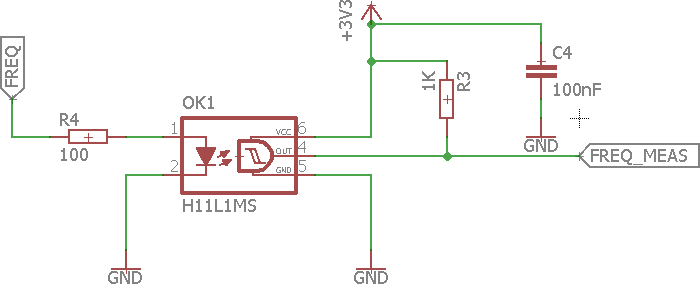 FREQ
R4
100
OK1
1
2
VCC
OUT
GND
6
4
5
H11L1MS
GND
+3V3
1K
R3
C4
100nF
GND
FREQ_MEAS
GND